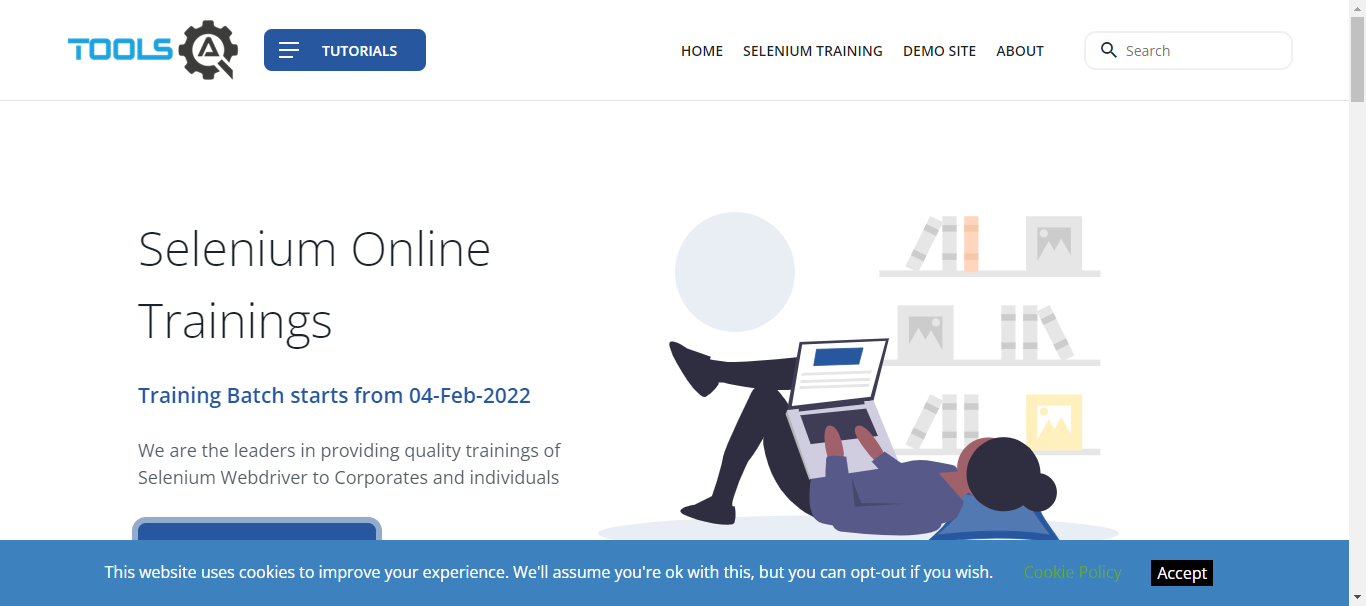 TOOLS QA
TUTORIALS
HOME SELENIUM TRAINING DEMO SITE ABOUT
Search
Selenium Online
Trainings
Training Batch starts from 04-Feb-2022
We are the leaders in providing quality trainings of
Selenium Webdriver to Corporates and individuals
This website uses cookies to improve your experience. We'll assume you're ok with this, but you can opt-out if you wish. Cookie Policy Accept